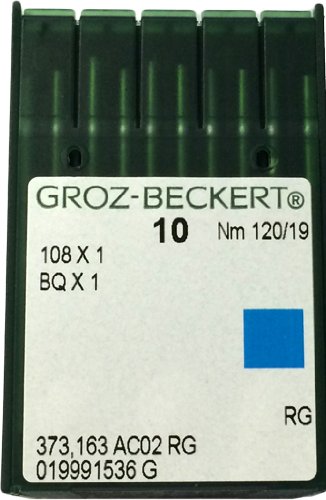 GROZ-BECKERT®
10 Nm 120/19
108 X 1
BQ X 1
RG
373,163 AC02 RG
019991536 G